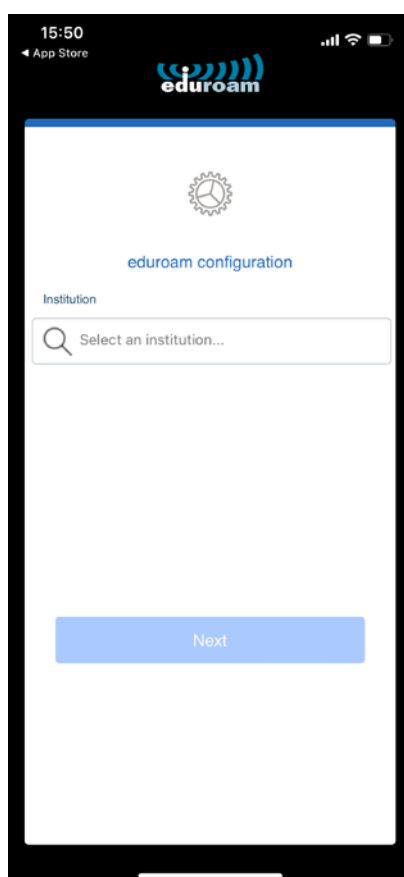 15:50
◀ App Store
eduroam
eduroam configuration
Institution
Select an institution...
Next